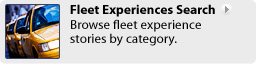 Fleet Experiences Search
Browse fleet experience
stories by category.